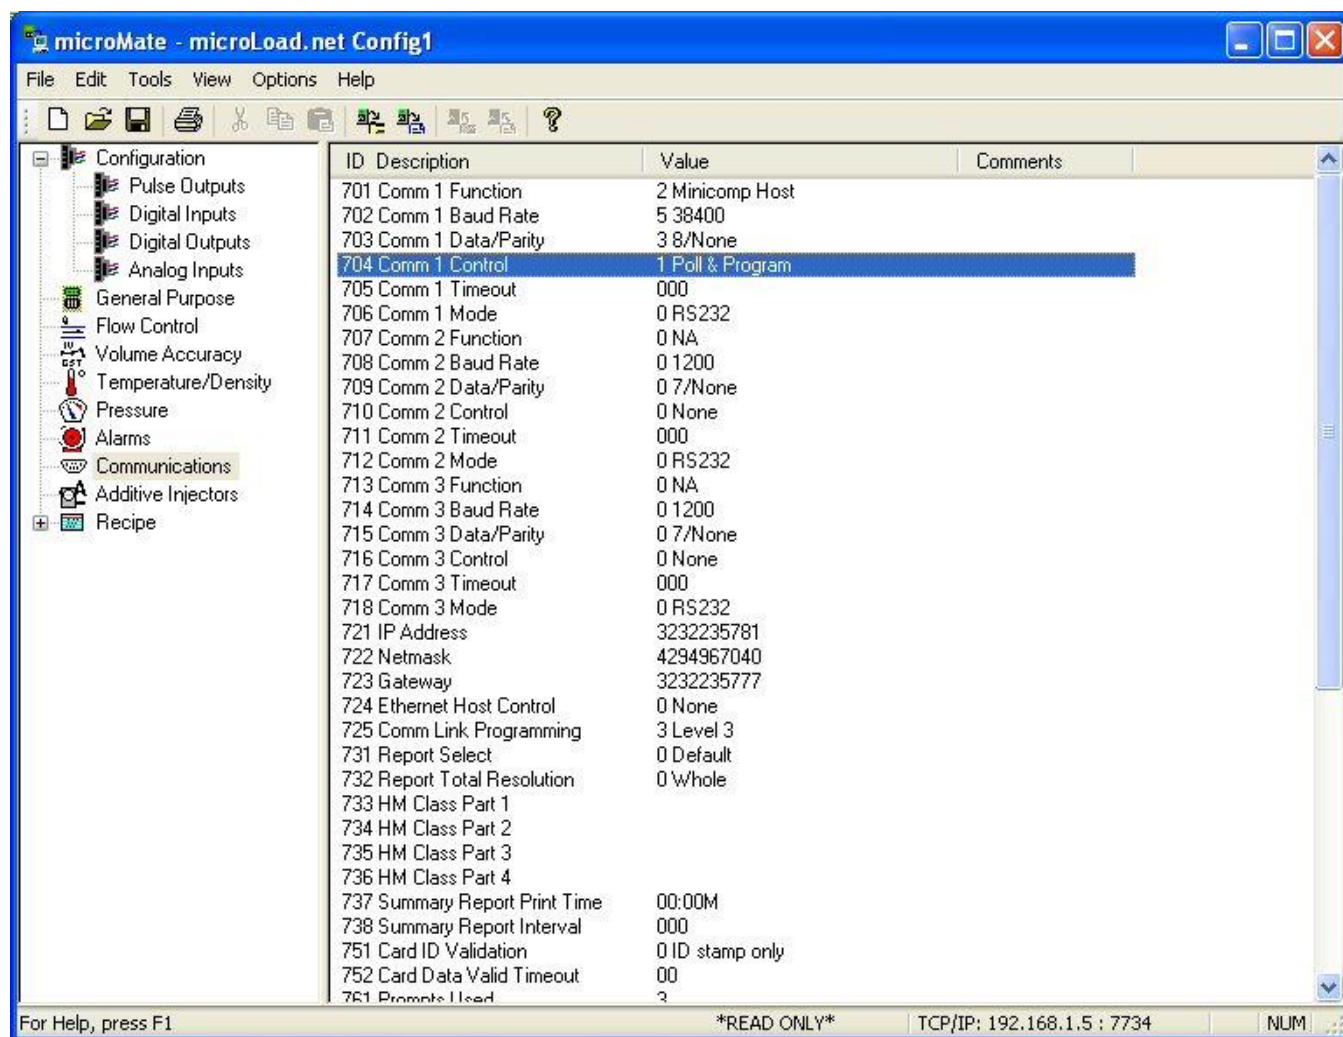 microMate - microLoad.net Config1
File Edit Tools View Options Help
Configuration
Pulse Outputs
Digital Inputs
Digital Outputs
Analog Inputs
General Purpose
Flow Control
Volume Accuracy
Temperature/Density
Pressure
Alarms
Communications
Additive Injectors
Recipe
ID Description Value Comments
701 Comm 1 Function 2 Minicomp Host
702 Comm 1 Baud Rate 5 38400
703 Comm 1 Data/Parity 3 8/None
704 Comm 1 Control 1 Poll & Program
705 Comm 1 Timeout 000
706 Comm 1 Mode 0 RS232
707 Comm 2 Function 0 NA
708 Comm 2 Baud Rate 0 1200
709 Comm 2 Data/Parity 0 7/None
710 Comm 2 Control 0 None
711 Comm 2 Timeout 000
712 Comm 2 Mode 0 RS232
713 Comm 3 Function 0 NA
714 Comm 3 Baud Rate 0 1200
715 Comm 3 Data/Parity 0 7/None
716 Comm 3 Control 0 None
717 Comm 3 Timeout 000
718 Comm 3 Mode 0 RS232
721 IP Address 3232235781
722 Netmask 4294967040
723 Gateway 3232235777
724 Ethernet Host Control 0 None
725 Comm Link Programming 3 Level 3
731 Report Select 0 Default
732 Report Total Resolution 0 Whole
733 HM Class Part 1
734 HM Class Part 2
735 HM Class Part 3
736 HM Class Part 4
737 Summary Report Print Time 00:00M
738 Summary Report Interval 000
751 Card ID Validation 0 ID stamp only
752 Card Data Valid Timeout 00
761 Prompts Used 3
For Help, press F1 *READ ONLY* TCP/IP: 192.168.1.5 : 7734 NUM